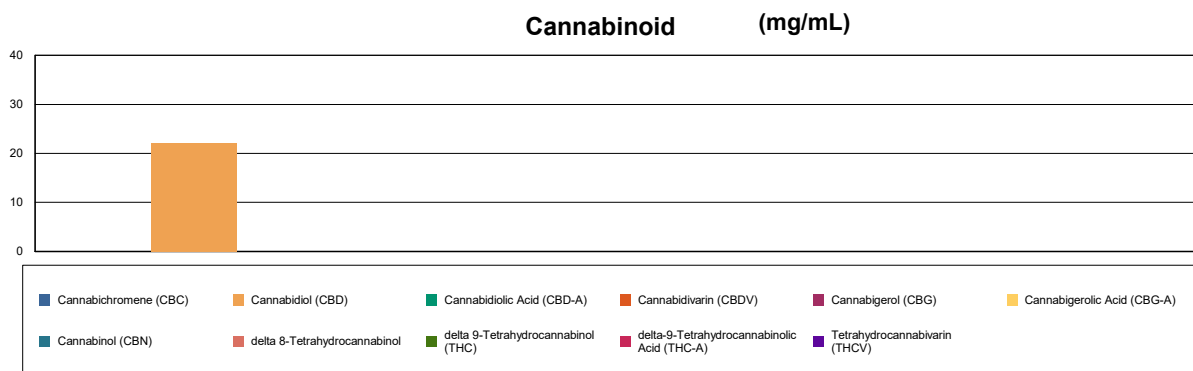 Cannabinoid (mg/mL)
40
30
20
10
0
Cannabichromene (CBC) Cannabidiol (CBD) Cannabidiolic Acid (CBD-A) Cannabidivarin (CBDV) Cannabigerol (CBG) Cannabigerolic Acid (CBG-A)
Cannabinol (CBN) delta 8-Tetrahydrocannabinol delta 9-Tetrahydrocannabinol delta-9-Tetrahydrocannabinolic Tetrahydrocannabivarin
(THC) Acid (THC-A) (THCV)